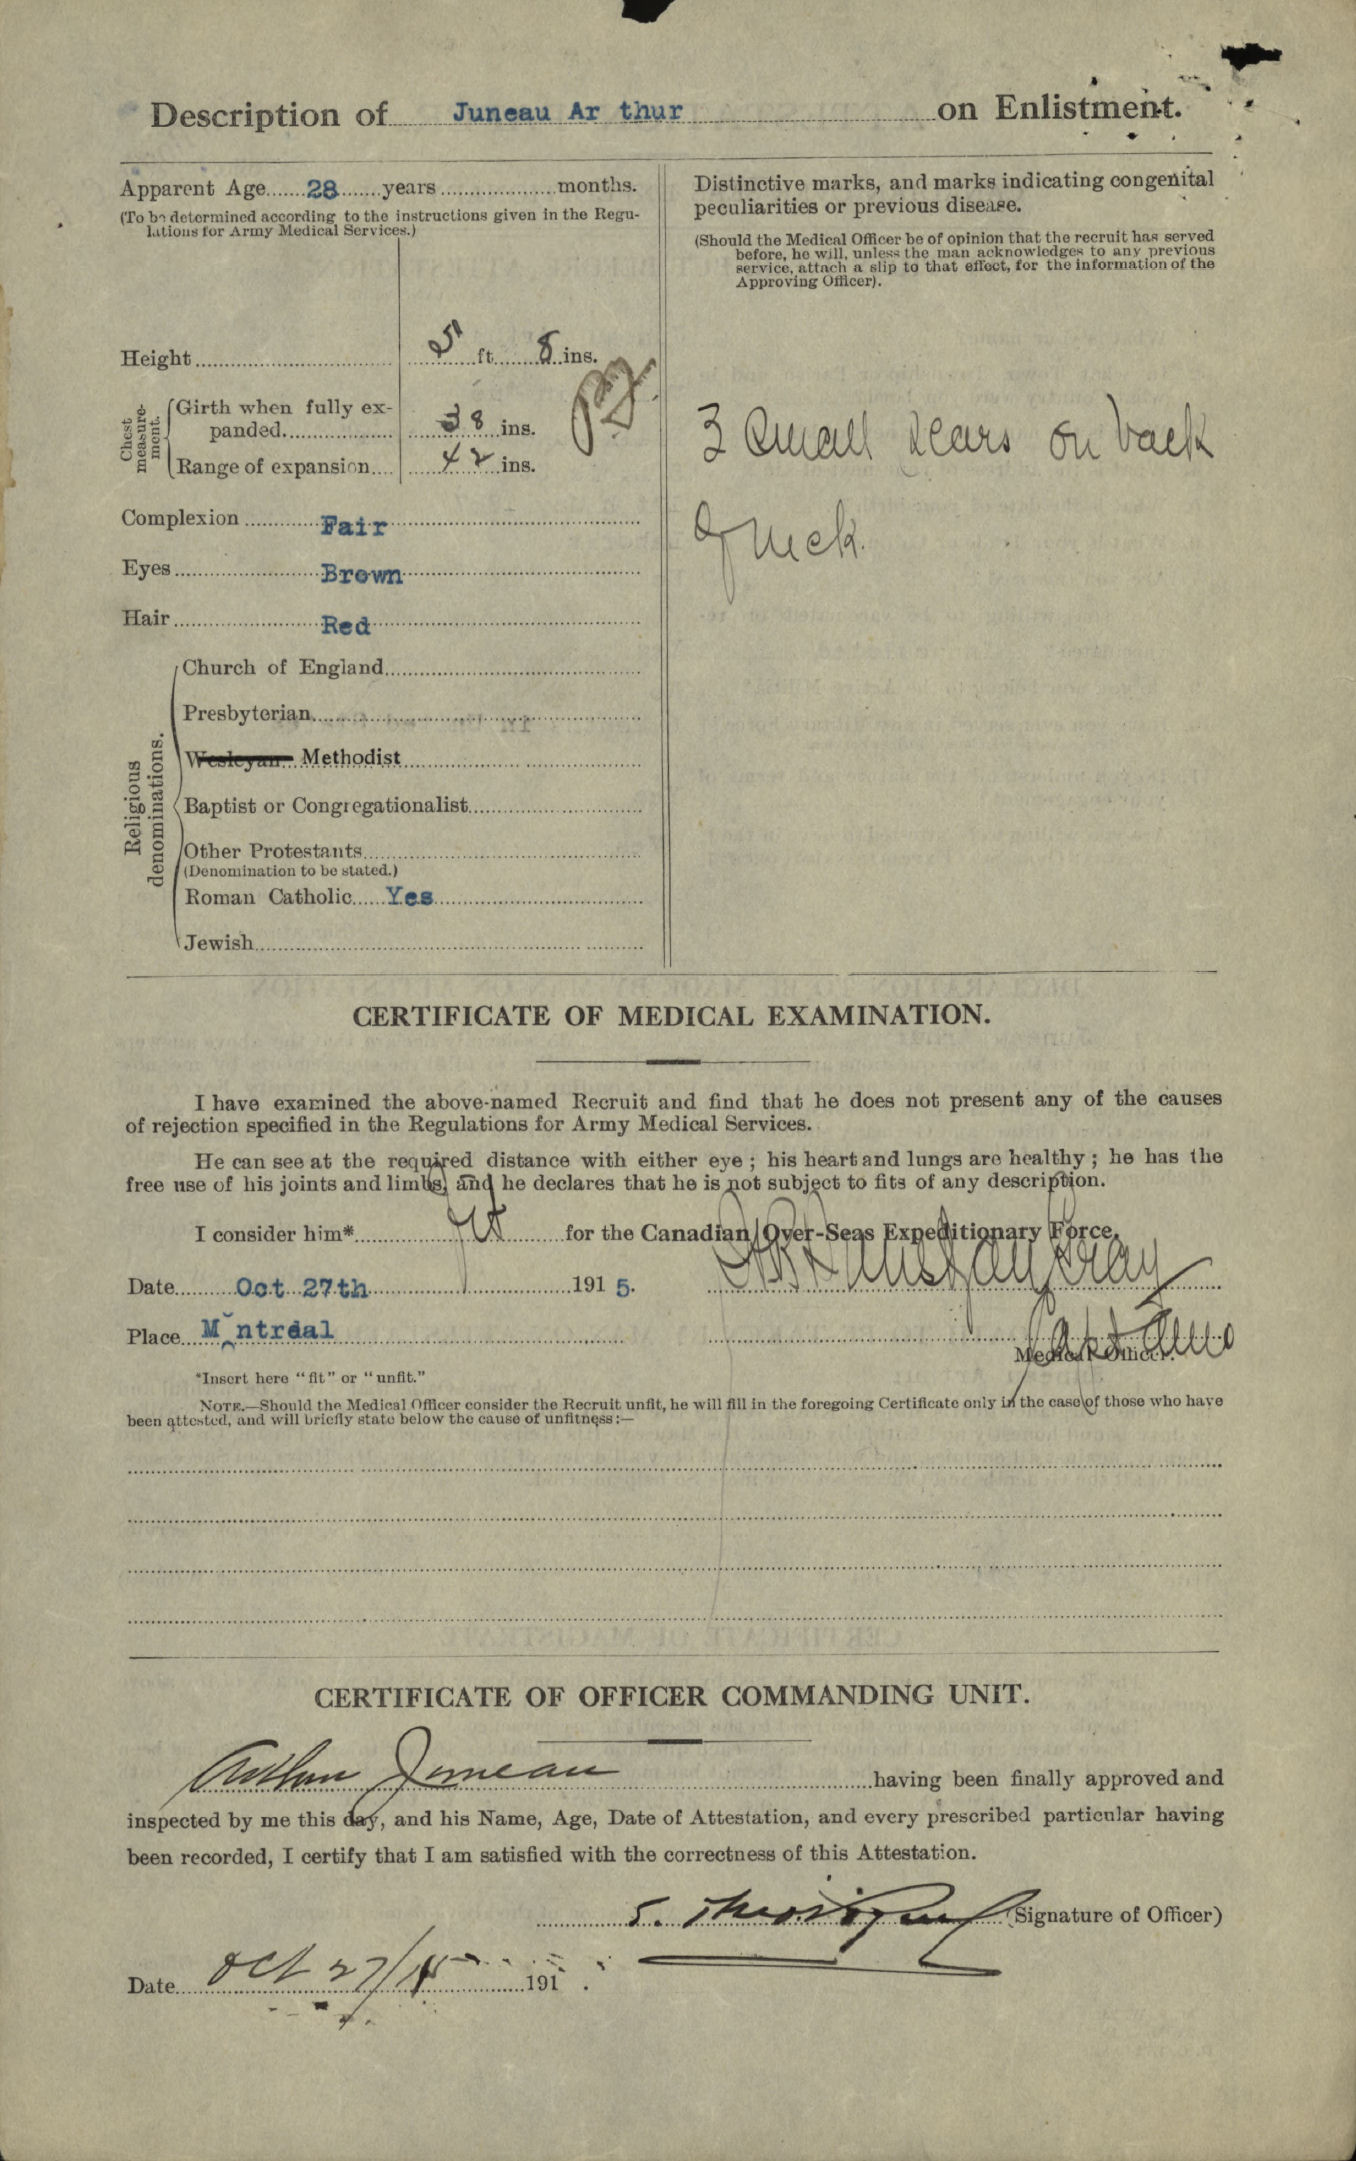 Description of Juneau Ar thur on Enlistment.
Apparent Age 28 years months.
(To be determined according to the instructions given in the Regu-
lations for Army Medical Services.)
Height 5 ft 8 ins.
Chest measure-ment.
Girth when fully ex-
panded 38 ins.
Range of expansion 42 ins.
Complexion Fair
Eyes Brown
Hair Red
Religious denominations.
Church of England
Presbyterian
Wesleyan Methodist
Baptist or Congregationalist
Other Protestants
(Denomination to be stated.)
Roman Catholic Yes
Jewish
Distinctive marks, and marks indicating congenital
peculiarities or previous disease.
(Should the Medical Officer be of opinion that the recruit has served
before, he will, unless the man acknowledges to any previous
service, attach a slip to that effect, for the information of the
Approving Officer).
3 small scars on back
of neck.
CERTIFICATE OF MEDICAL EXAMINATION.
I have examined the above-named Recruit and find that he does not present any of the causes
of rejection specified in the Regulations for Army Medical Services.
He can see at the required distance with either eye ; his heart and lungs are healthy ; he has the
free use of his joints and limbs, and he declares that he is not subject to fits of any description.
I consider him* fit for the Canadian Over-Seas Expeditionary Force.
Date Oct 27th 191 5.
Place Montreal
Medical Officer.
*Insert here "fit" or "unfit."
NOTE.—Should the Medical Officer consider the Recruit unfit, he will fill in the foregoing Certificate only in the case of those who have
been attested, and will briefly state below the cause of unfitness:—
CERTIFICATE OF OFFICER COMMANDING UNIT.
Arthur Juneau having been finally approved and
inspected by me this day, and his Name, Age, Date of Attestation, and every prescribed particular having
been recorded, I certify that I am satisfied with the correctness of this Attestation.
(Signature of Officer)
Date Oct 27/15 191 .